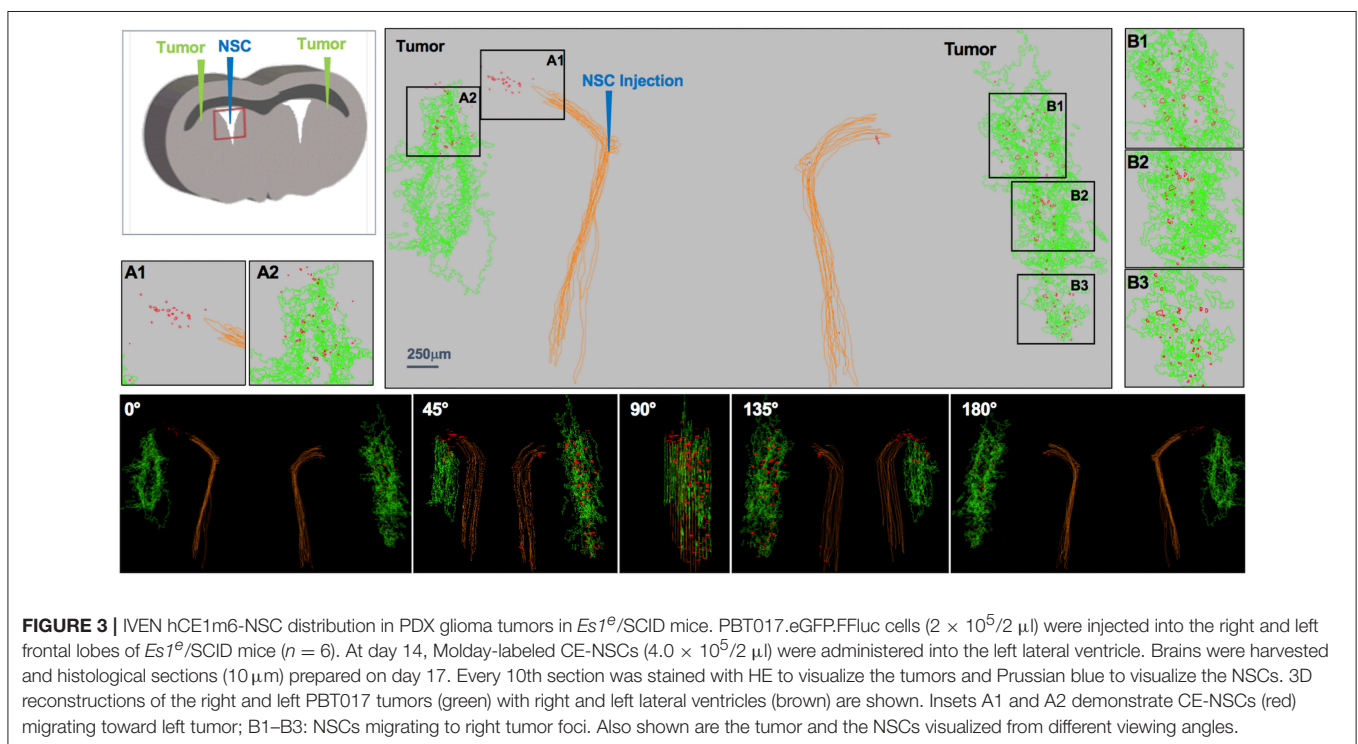 Tumor NSC Tumor
Tumor
A1
NSC Injection
A2
250μm
Tumor
B1
B2
B3
B1
B2
B3
A1
A2
0°
45°
90°
135°
180°
FIGURE 3 | IVEN hCE1m6-NSC distribution in PDX glioma tumors in Es1ᵉ/SCID mice. PBT017.eGFP.FFluc cells (2 × 10⁵/2 μl) were injected into the right and left
frontal lobes of Es1ᵉ/SCID mice (n = 6). At day 14, Molday-labeled CE-NSCs (4.0 × 10⁵/2 μl) were administered into the left lateral ventricle. Brains were harvested
and histological sections (10 μm) prepared on day 17. Every 10th section was stained with HE to visualize the tumors and Prussian blue to visualize the NSCs. 3D
reconstructions of the right and left PBT017 tumors (green) with right and left lateral ventricles (brown) are shown. Insets A1 and A2 demonstrate CE-NSCs (red)
migrating toward left tumor; B1–B3: NSCs migrating to right tumor foci. Also shown are the tumor and the NSCs visualized from different viewing angles.